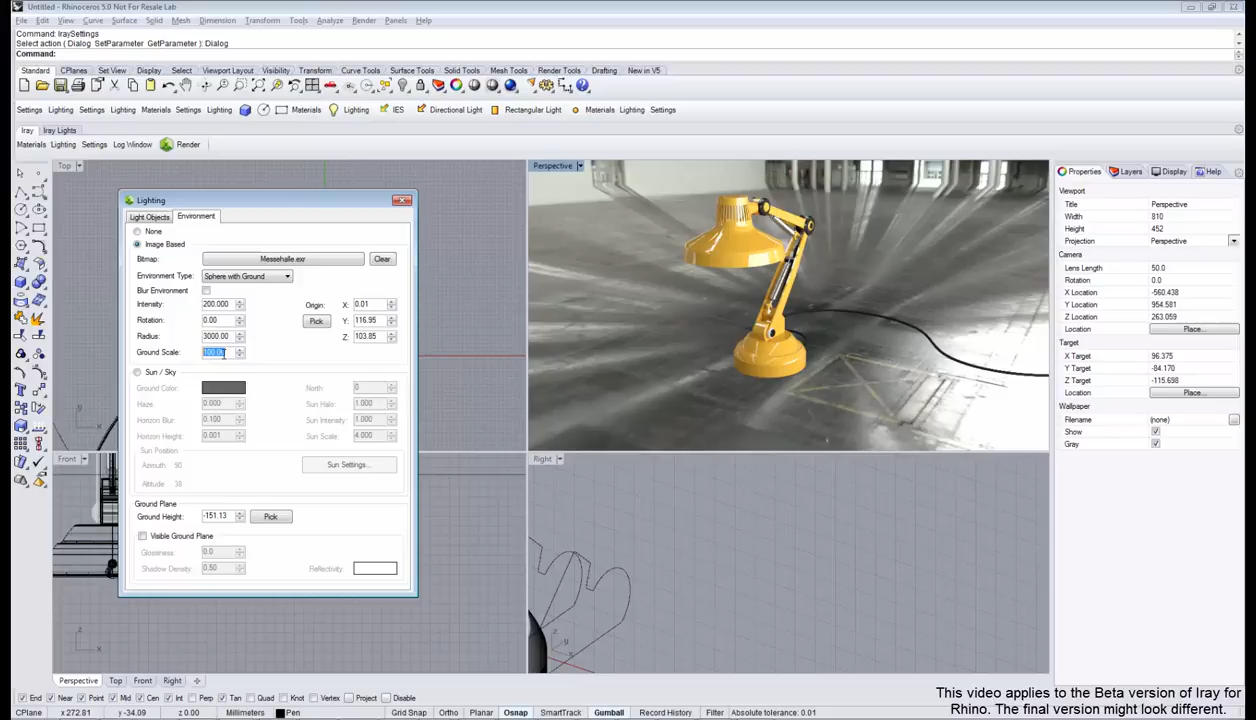 Untitled - Rhinoceros 5.0 Not For Resale Lab
File Edit View Curve Surface Solid Mesh Dimension Transform Tools Analyze Render Panels Help
Command: IraySettings
Select action ( Dialog SetParameter GetParameter ): Dialog
Command:
Standard CPlanes Set View Display Select Viewport Layout Visibility Transform Curve Tools Surface Tools Solid Tools Mesh Tools Render Tools Drafting New in V5
Settings Lighting Settings Lighting Materials Settings Lighting Materials Lighting IES Directional Light Rectangular Light Materials Lighting Settings
Iray Iray Lights
Materials Lighting Settings Log Window Render
Top
Perspective
Front
Right
Lighting
Light Objects Environment
None
Image Based
Bitmap: Messehalle.exr Clear
Environment Type: Sphere with Ground
Blur Environment
Intensity: 200.000 Origin: X: 0.01
Rotation: 0.00 Pick Y: 116.95
Radius: 3000.00 Z: 103.85
Ground Scale: 100.00
Sun / Sky
Ground Color: North: 0
Haze: 0.000 Sun Halo: 1.000
Horizon Blur: 0.100 Sun Intensity: 1.000
Horizon Height: 0.001 Sun Scale: 4.000
Sun Position
Azimuth 90 Sun Settings...
Altitude 38
Ground Plane
Ground Height: -151.13 Pick
Visible Ground Plane
Glossiness: 0.0
Shadow Density: 0.50 Reflectivity:
Properties Layers Display Help
Viewport
Title Perspective
Width 810
Height 452
Projection Perspective
Camera
Lens Length 50.0
Rotation 0.0
X Location -560.438
Y Location 954.581
Z Location 263.059
Location Place...
Target
X Target 96.375
Y Target -84.170
Z Target -115.698
Location Place...
Wallpaper
Filename (none)
Show
Gray
y
x
z
x
z
y
x
Perspective Top Front Right
End Near Point Mid Cen Int Perp Tan Quad Knot Vertex Project Disable
CPlane x 272.81 y -34.09 z 0.00 Millimeters Pen Grid Snap Ortho Planar Osnap SmartTrack Gumball Record History Filter Absolute tolerance: 0.01
This video applies to the Beta version of Iray for
Rhino. The final version might look different.